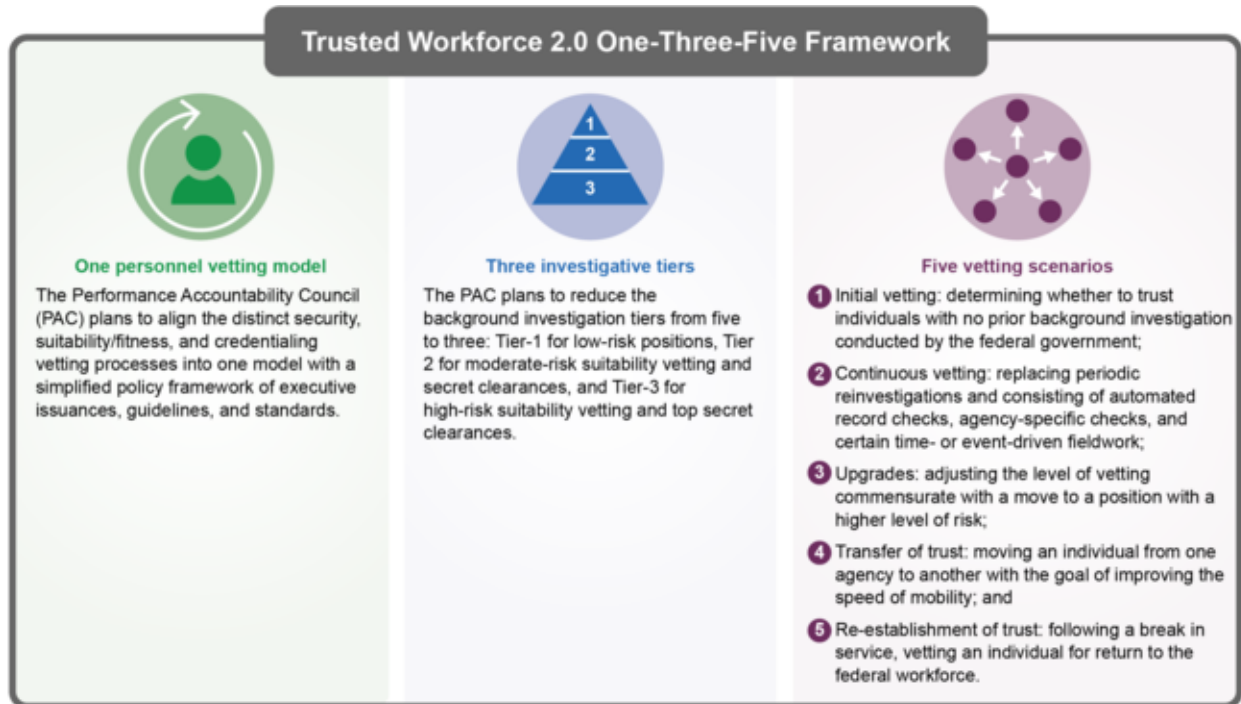 Trusted Workforce 2.0 One-Three-Five Framework
One personnel vetting model
The Performance Accountability Council
(PAC) plans to align the distinct security,
suitability/fitness, and credentialing
vetting processes into one model with a
simplified policy framework of executive
issuances, guidelines, and standards.
1
2
3
Three investigative tiers
The PAC plans to reduce the
background investigation tiers from five
to three: Tier-1 for low-risk positions, Tier
2 for moderate-risk suitability vetting and
secret clearances, and Tier-3 for
high-risk suitability vetting and top secret
clearances.
Five vetting scenarios
1 Initial vetting: determining whether to trust
individuals with no prior background investigation
conducted by the federal government;
2 Continuous vetting: replacing periodic
reinvestigations and consisting of automated
record checks, agency-specific checks, and
certain time- or event-driven fieldwork;
3 Upgrades: adjusting the level of vetting
commensurate with a move to a position with a
higher level of risk;
4 Transfer of trust: moving an individual from one
agency to another with the goal of improving the
speed of mobility; and
5 Re-establishment of trust: following a break in
service, vetting an individual for return to the
federal workforce.